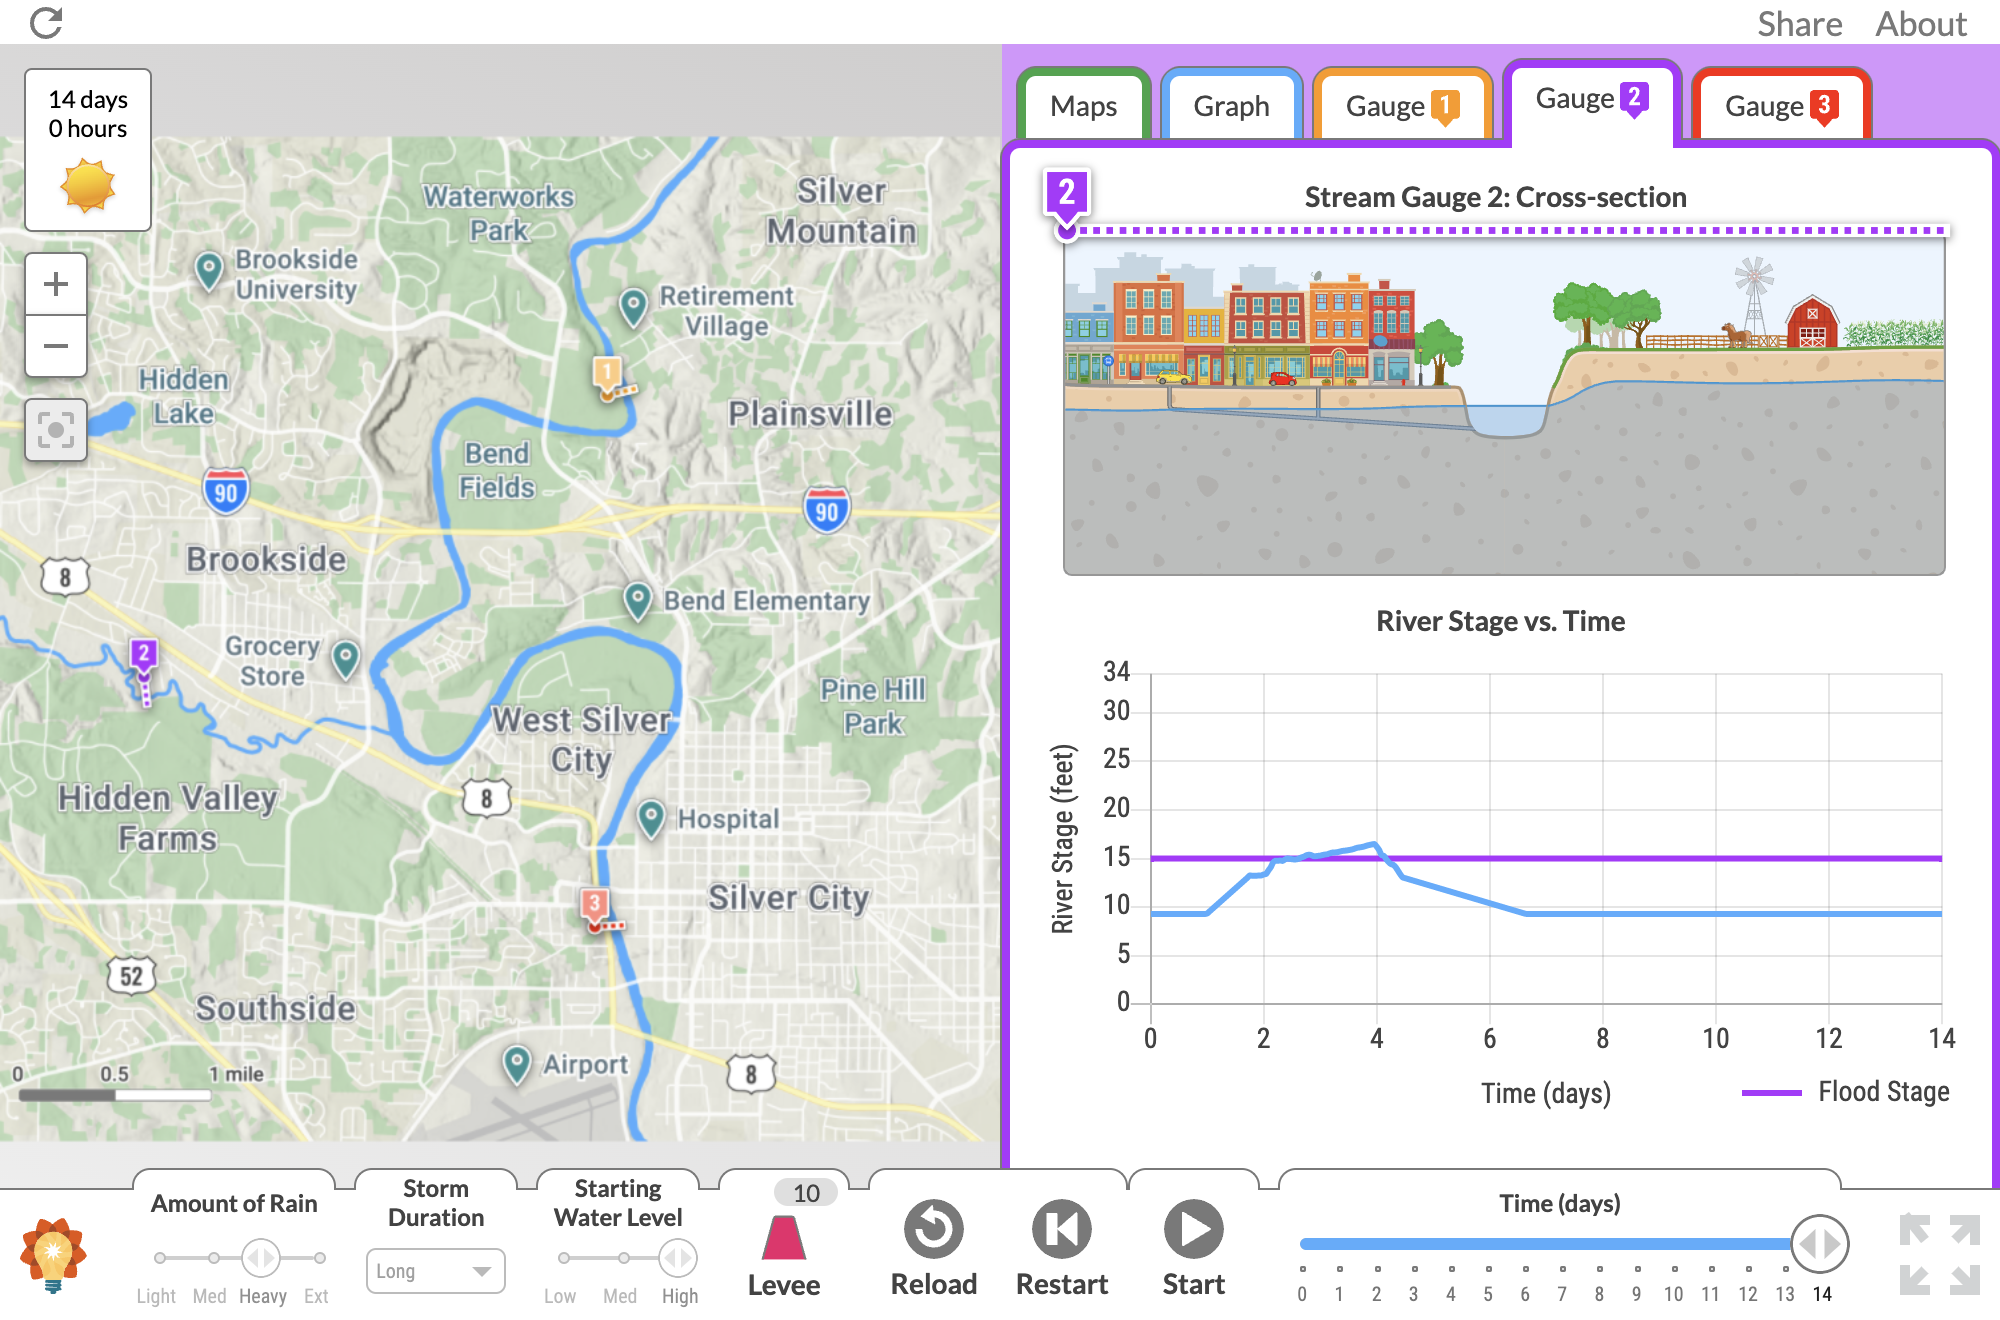 Share About
14 days
0 hours
Maps
Graph
Gauge 1
Gauge 2
Gauge 3
Waterworks
Park
Silver
Mountain
Brookside
University
Retirement
Village
1
Hidden
Lake
Plainsville
Bend
Fields
90
90
Brookside
8
Bend Elementary
2
Grocery
Store
Pine Hill
Park
West Silver
City
Hidden Valley
Farms
8
Hospital
3
Silver City
52
Southside
Airport
8
0 0.5 1 mile
2
Stream Gauge 2: Cross-section
River Stage vs. Time
34
30
25
20
15
10
5
0
River Stage (feet)
0 2 4 6 8 10 12 14
Time (days)
Flood Stage
Amount of Rain
Light Med Heavy Ext
Storm
Duration
Long
Starting
Water Level
Low Med High
10
Levee
Reload
Restart
Start
Time (days)
0 1 2 3 4 5 6 7 8 9 10 11 12 13 14